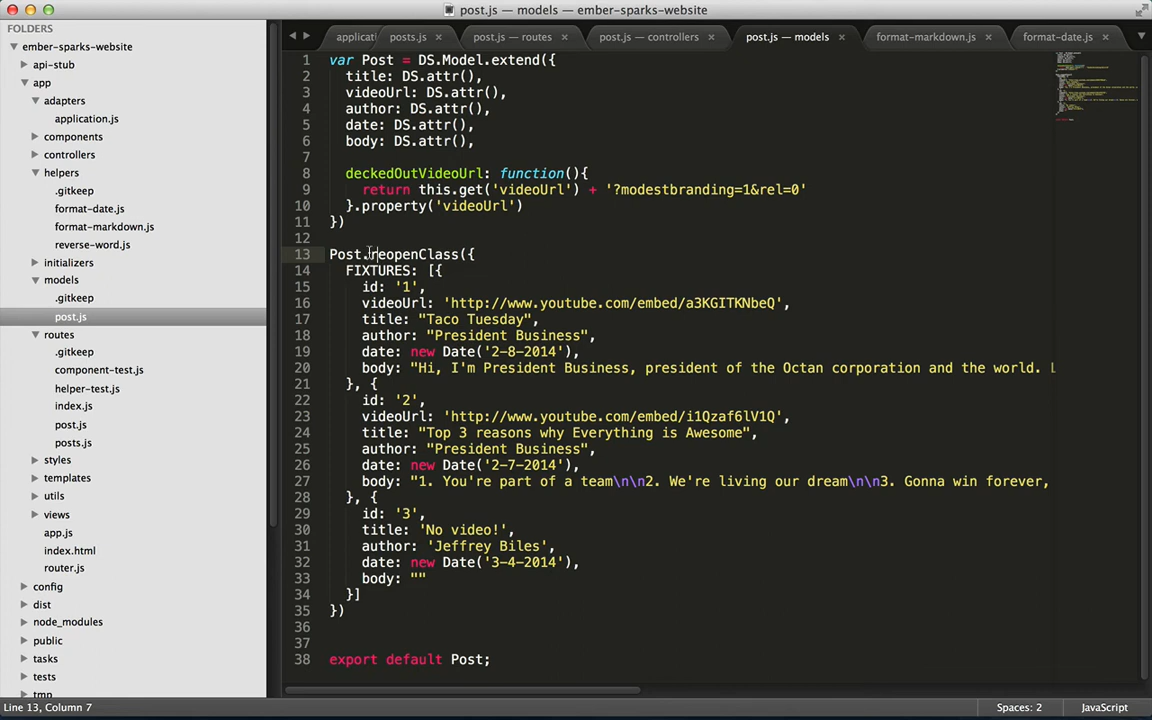 post.js — models — ember-sparks-website
FOLDERS
ember-sparks-website
api-stub
app
adapters
application.js
components
controllers
helpers
.gitkeep
format-date.js
format-markdown.js
reverse-word.js
initializers
models
.gitkeep
post.js
routes
.gitkeep
component-test.js
helper-test.js
index.js
post.js
posts.js
styles
templates
utils
views
app.js
index.html
router.js
config
dist
node_modules
public
tasks
tests
tmp
applicati
posts.js ×
post.js — routes ×
post.js — controllers ×
post.js — models ×
format-markdown.js ×
format-date.js ×
1 var Post = DS.Model.extend({
2 title: DS.attr(),
3 videoUrl: DS.attr(),
4 author: DS.attr(),
5 date: DS.attr(),
6 body: DS.attr(),
7
8 deckedOutVideoUrl: function(){
9 return this.get('videoUrl') + '?modestbranding=1&rel=0'
10 }.property('videoUrl')
11 })
12
13 Post.reopenClass({
14 FIXTURES: [{
15 id: '1',
16 videoUrl: 'http://www.youtube.com/embed/a3KGITKNbeQ',
17 title: "Taco Tuesday",
18 author: "President Business",
19 date: new Date('2-8-2014'),
20 body: "Hi, I'm President Business, president of the Octan corporation and the world. L
21 }, {
22 id: '2',
23 videoUrl: 'http://www.youtube.com/embed/i1Qzaf6lV1Q',
24 title: "Top 3 reasons why Everything is Awesome",
25 author: "President Business",
26 date: new Date('2-7-2014'),
27 body: "1. You're part of a team\n\n2. We're living our dream\n\n3. Gonna win forever,
28 }, {
29 id: '3',
30 title: 'No video!',
31 author: 'Jeffrey Biles',
32 date: new Date('3-4-2014'),
33 body: ""
34 }]
35 })
36
37
38 export default Post;
Line 13, Column 7
Spaces: 2
JavaScript